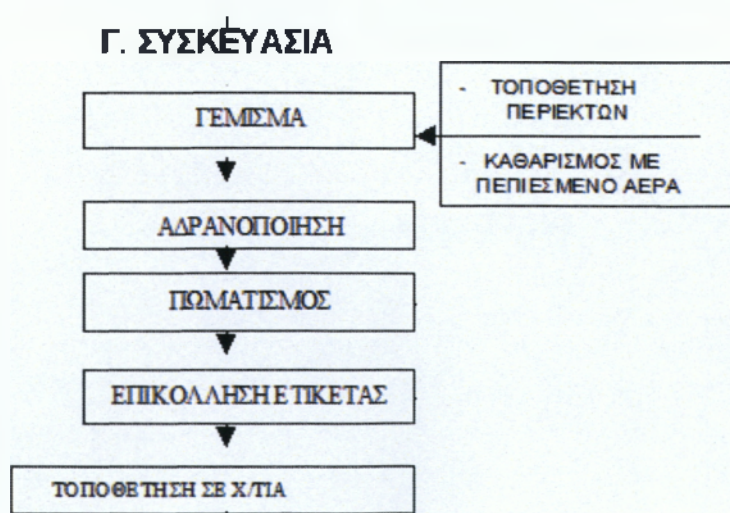 Γ. ΣΥΣΚΕΥΑΣΙΑ
ΓΕΜΙΣΜΑ
- ΤΟΠΟΘΕΤΗΣΗ
ΠΕΡΙΕΚΤΩΝ
- ΚΑΘΑΡΙΣΜΟΣ ΜΕ
ΠΕΠΙΕΣΜΕΝΟ ΑΕΡΑ
ΑΔΡΑΝΟΠΟΙΗΣΗ
ΠΩΜΑΤΙΣΜΟΣ
ΕΠΙΚΟΛΛΗΣΗ ΕΤΙΚΕΤΑΣ
ΤΟΠΟΘΕΤΗΣΗ ΣΕ Χ/ΤΙΑ